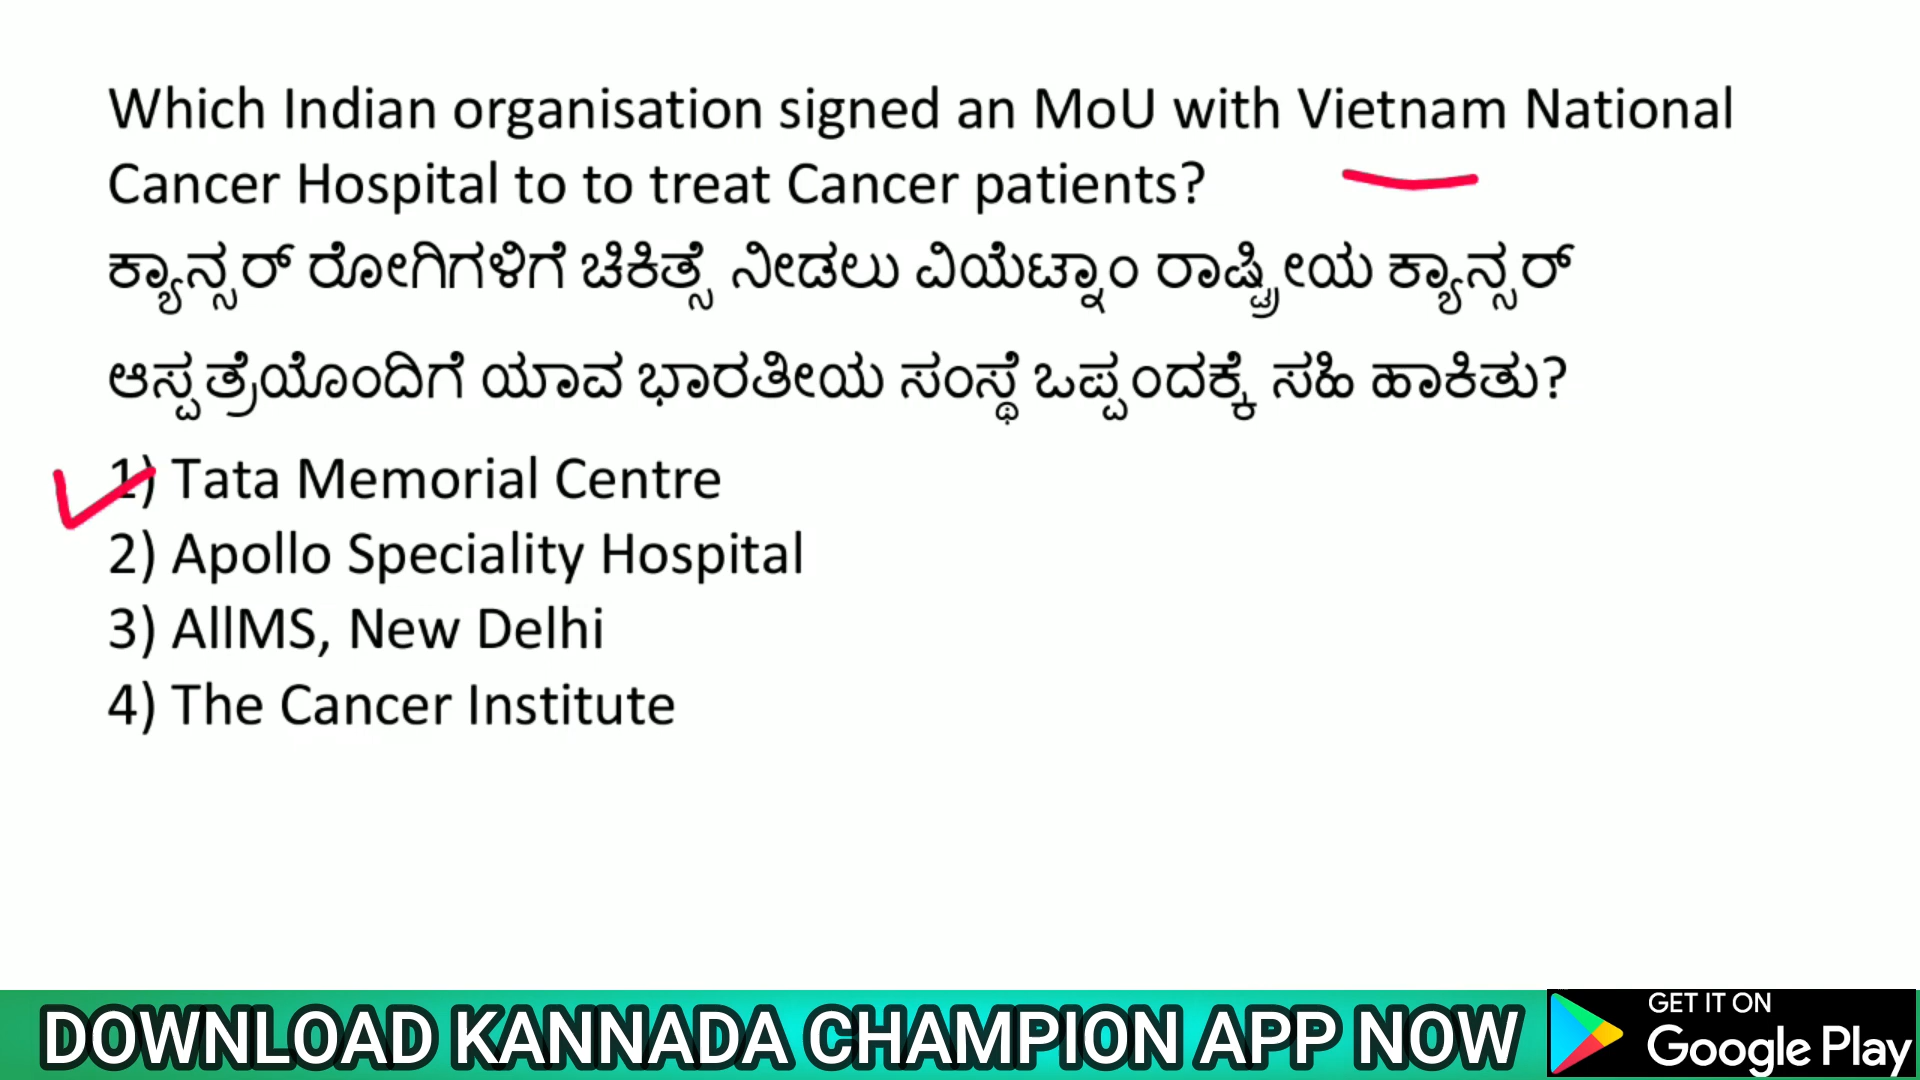 Which Indian organisation signed an MoU with Vietnam National
Cancer Hospital to to treat Cancer patients?
ಕ್ಯಾನ್ಸರ್ ರೋಗಿಗಳಿಗೆ ಚಿಕಿತ್ಸೆ ನೀಡಲು ವಿಯೆಟ್ನಾಂ ರಾಷ್ಟ್ರೀಯ ಕ್ಯಾನ್ಸರ್
ಆಸ್ಪತ್ರೆಯೊಂದಿಗೆ ಯಾವ ಭಾರತೀಯ ಸಂಸ್ಥೆ ಒಪ್ಪಂದಕ್ಕೆ ಸಹಿ ಹಾಕಿತು?
1) Tata Memorial Centre
2) Apollo Speciality Hospital
3) AllMS, New Delhi
4) The Cancer Institute
DOWNLOAD KANNADA CHAMPION APP NOW
GET IT ON
Google Play